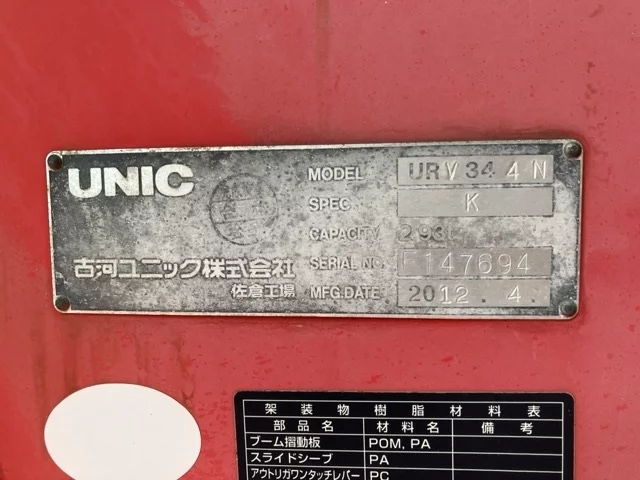 UNIC
MODEL URV344N
SPEC. K
CAPACITY 2.93t
SERIAL NO. E147694
MFG.DATE 2012.4.
古河ユニック株式会社
佐倉工場
架装物樹脂材料表
部品名 材料名 備考
ブーム摺動板 POM, PA
スライドシーブ PA
アウトリガワンタッチレバー PC